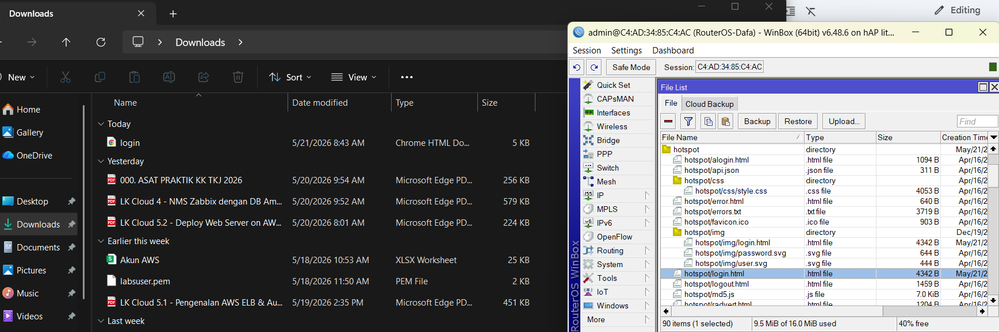 Downloads
Editing
Downloads
admin@C4:AD:34:85:C4:AC (RouterOS-Dafa) - WinBox (64bit) v6.48.6 on hAP lit...
Session Settings Dashboard
Safe Mode Session: C4:AD:34:85:C4:AC
New Sort View
Name Date modified Type Size
Home
Gallery
OneDrive
Desktop
Downloads
Documents
Pictures
Music
Videos
Today
login 5/21/2026 8:43 AM Chrome HTML Do... 5 KB
Yesterday
000. ASAT PRAKTIK KK TKJ 2026 5/20/2026 9:54 AM Microsoft Edge PD... 256 KB
LK Cloud 4 - NMS Zabbix dengan DB Am... 5/20/2026 9:52 AM Microsoft Edge PD... 579 KB
LK Cloud 5.2 - Deploy Web Server on AW... 5/20/2026 8:01 AM Microsoft Edge PD... 224 KB
Earlier this week
Akun AWS 5/18/2026 10:53 AM XLSX Worksheet 25 KB
labsuser.pem 5/18/2026 11:50 AM PEM File 2 KB
LK Cloud 5.1 - Pengenalan AWS ELB & Au... 5/19/2026 2:35 PM Microsoft Edge PD... 451 KB
Last week
RouterOS WinBox
Quick Set
CAPsMAN
Interfaces
Wireless
Bridge
PPP
Switch
Mesh
IP
MPLS
IPv6
OpenFlow
Routing
System
Tools
IoT
Windows
More
File List
File Cloud Backup
Backup Restore Upload... Find
File Name Type Size Creation Time
hotspot directory May/21/2
hotspot/alogin.html .html file 1094 B Apr/16/2
hotspot/api.json .json file 311 B Apr/16/2
hotspot/css directory Apr/16/2
hotspot/css/style.css .css file 4053 B Apr/16/2
hotspot/error.html .html file 640 B Apr/16/2
hotspot/errors.txt .txt file 3719 B Apr/16/2
hotspot/favicon.ico .ico file 903 B Apr/16/2
hotspot/img directory Dec/19/2
hotspot/img/login.html .html file 4342 B May/21/2
hotspot/img/password.svg .svg file 644 B Apr/16/2
hotspot/img/user.svg .svg file 444 B Apr/16/2
hotspot/login.html .html file 4342 B May/21/2
hotspot/logout.html .html file 1459 B Apr/16/2
hotspot/md5.js .js file 7.0 KiB Apr/16/2
hotspot/radvert.html .html file 1204 B Apr/16/2
90 items (1 selected) 9.5 MiB of 16.0 MiB used 40% free